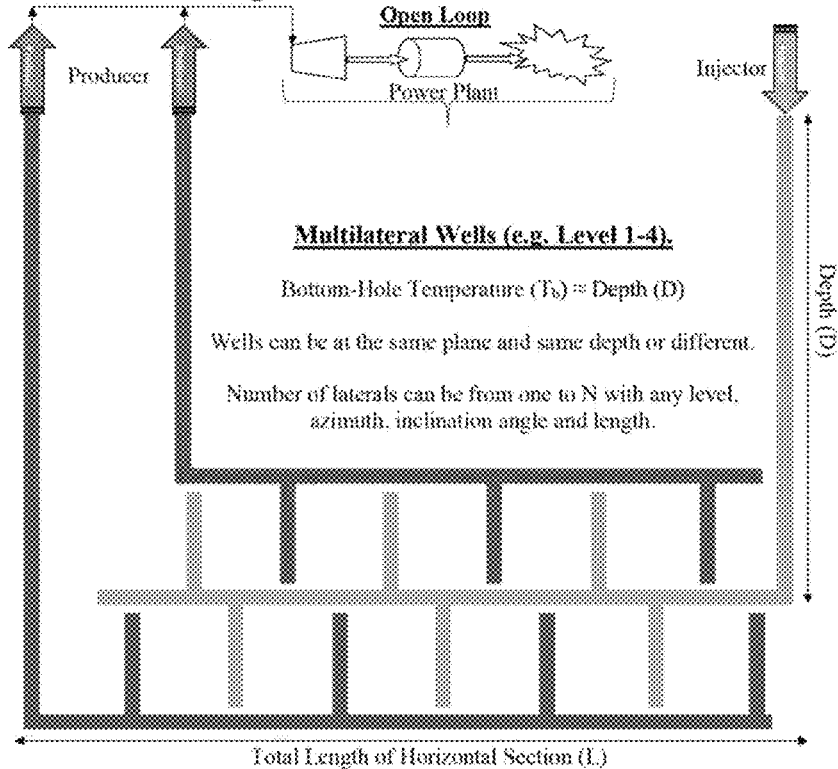 Open Loop
Producer
Injector
Power Plant
Multilateral Wells (e.g. Level 1-4).
Bottom-Hole Temperature (Tb) ≈ Depth (D)
Depth (D)
Wells can be at the same plane and same depth or different.
Number of laterals can be from one to N with any level,
azimuth, inclination angle and length.
Total Length of Horizontal Section (L)